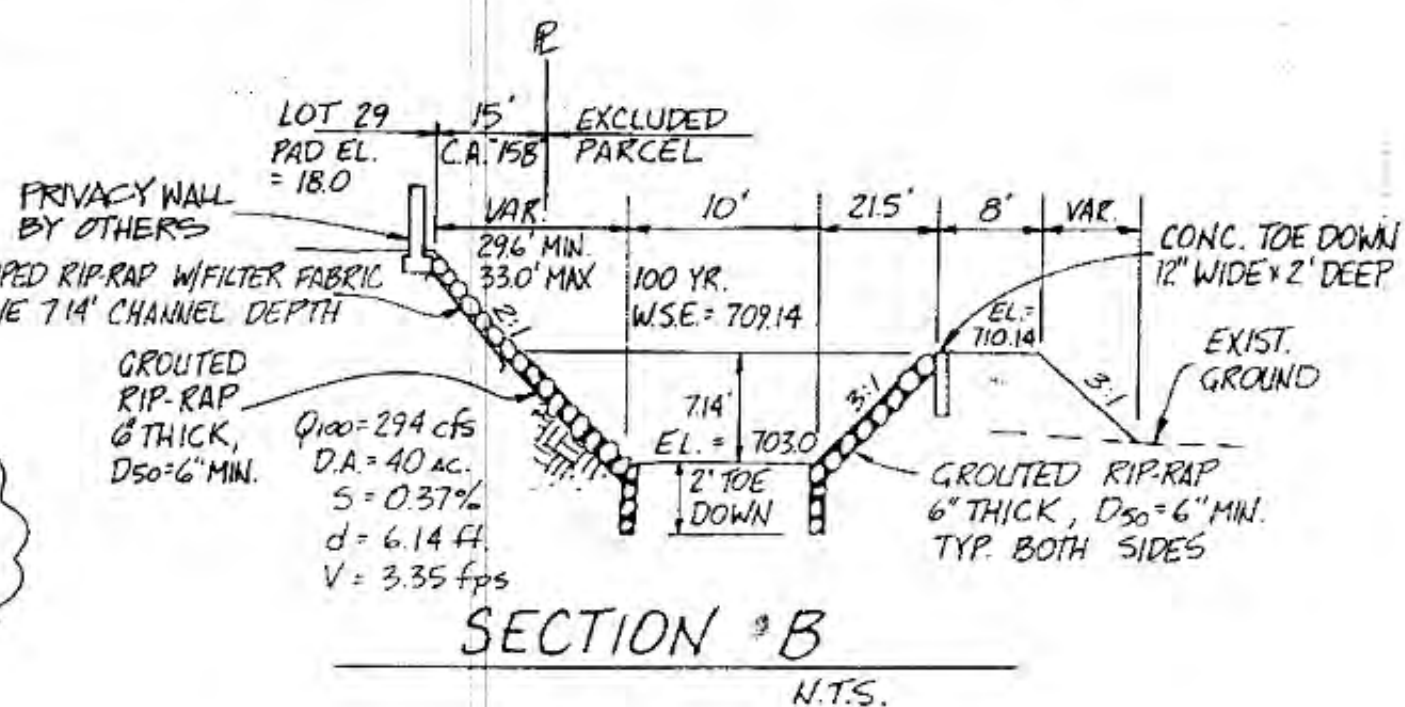 LOT 29
PAD EL.
= 18.0
15'
C.A. 15B
EXCLUDED
PARCEL
PRIVACY WALL
BY OTHERS
VAR.
29.6' MIN.
33.0' MAX
10'
21.5'
8'
VAR.
PED RIP-RAP W/FILTER FABRIC
VE 7.14' CHANNEL DEPTH
2:1
100 YR.
W.S.E.= 709.14
EL.=
710.14
CONC. TOE DOWN
12" WIDE x 2' DEEP
EXIST.
GROUND
GROUTED
RIP-RAP
6" THICK,
D50=6" MIN.
Q100=294 cfs
D.A.= 40 AC.
S = 0.37%
d = 6.14 ft.
V = 3.35 fps
7.14'
EL. = 703.0
2' TOE
DOWN
3:1
3:1
GROUTED RIP-RAP
6" THICK, D50=6" MIN.
TYP. BOTH SIDES
SECTION B
N.T.S.